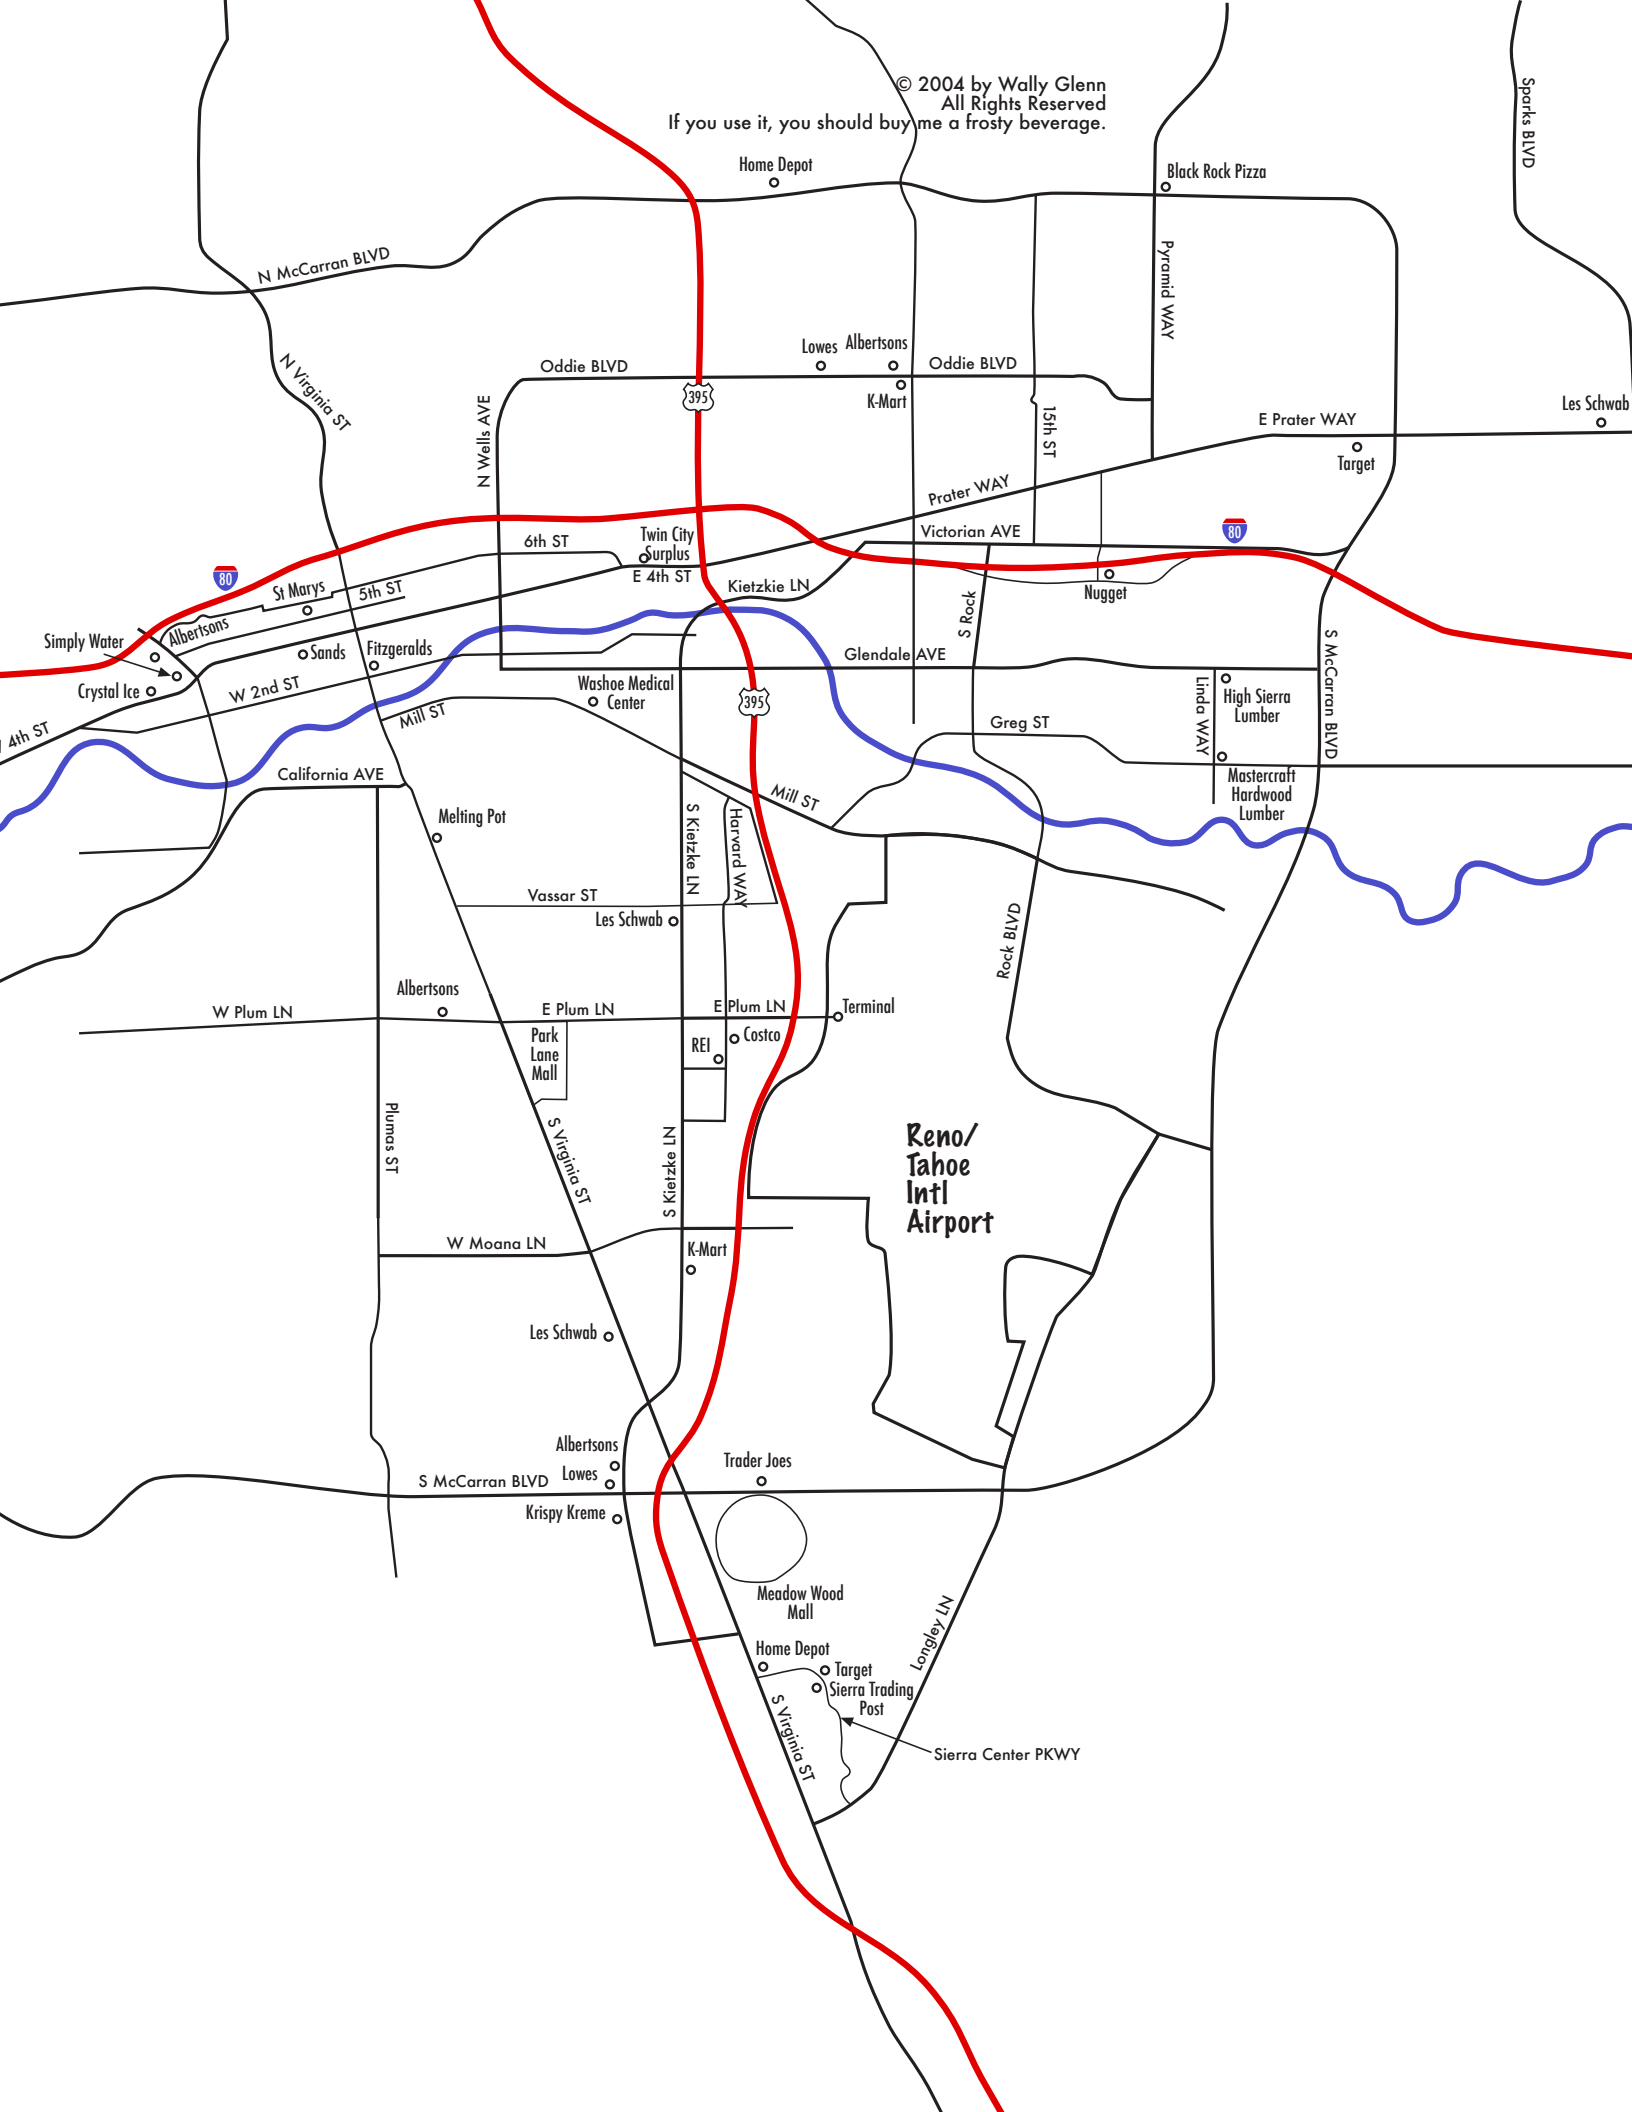 © 2004 by Wally Glenn
All Rights Reserved
If you use it, you should buy me a frosty beverage.
Sparks BLVD
Home Depot
Black Rock Pizza
N McCarran BLVD
Pyramid WAY
N Virginia ST
Oddie BLVD
Lowes
Albertsons
Oddie BLVD
395
K-Mart
N Wells AVE
15th ST
E Prater WAY
Les Schwab
Target
Prater WAY
Victorian AVE
80
6th ST
Twin City
Surplus
E 4th ST
Kietzkie LN
80
St Marys
5th ST
Nugget
S Rock
Albertsons
Simply Water
Sands
Fitzgeralds
Crystal Ice
W 2nd ST
Glendale AVE
S McCarran BLVD
Washoe Medical
Center
395
Linda WAY
High Sierra
Lumber
4th ST
Mill ST
Greg ST
California AVE
Mastercraft
Hardwood
Lumber
Mill ST
Melting Pot
S Kietzke LN
Harvard WAY
Vassar ST
Les Schwab
Rock BLVD
Albertsons
W Plum LN
E Plum LN
E Plum LN
Terminal
Park
Lane
Mall
REI
Costco
Plumas ST
S Virginia ST
S Kietzke LN
Reno/
Tahoe
Intl
Airport
W Moana LN
K-Mart
Les Schwab
Albertsons
Lowes
S McCarran BLVD
Trader Joes
Krispy Kreme
Meadow Wood
Mall
Longley LN
Home Depot
Target
Sierra Trading
Post
S Virginia ST
Sierra Center PKWY